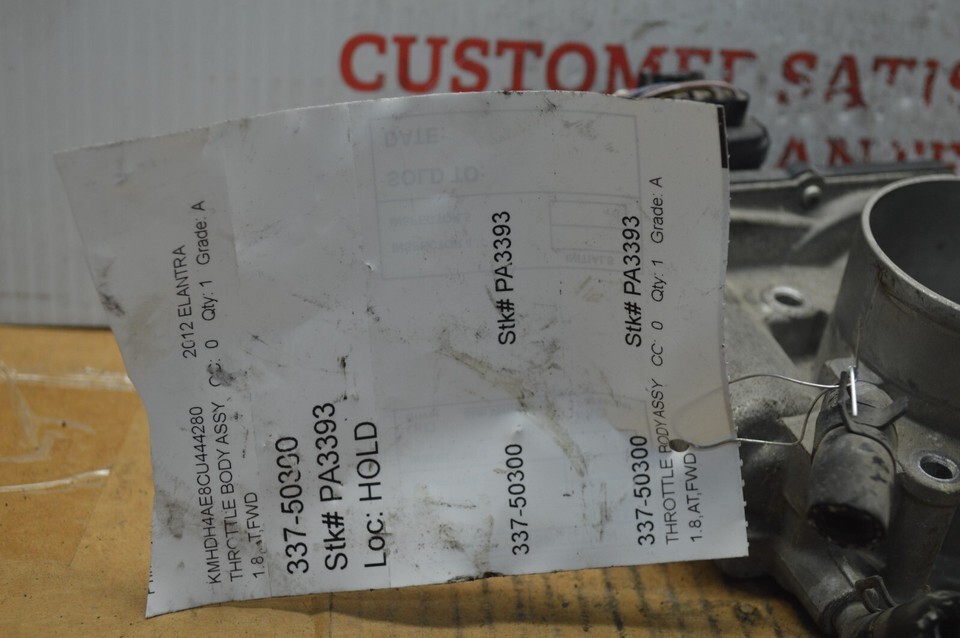 CUSTOMER SATIS
KMHDH4AE8CU444280 2012 ELANTRA
THROTTLE BODY ASSY, CC: 0 Qty: 1 Grade: A
1.8,AT,FWD
337-50300
Stk# PA3393
Loc: HOLD
337-50300 Stk# PA3393
337-50300 Stk# PA3393
THROTTLE BODY ASSY CC: 0 Qty: 1 Grade: A
1.8,AT,FWD
DATE:
SOLD TO: